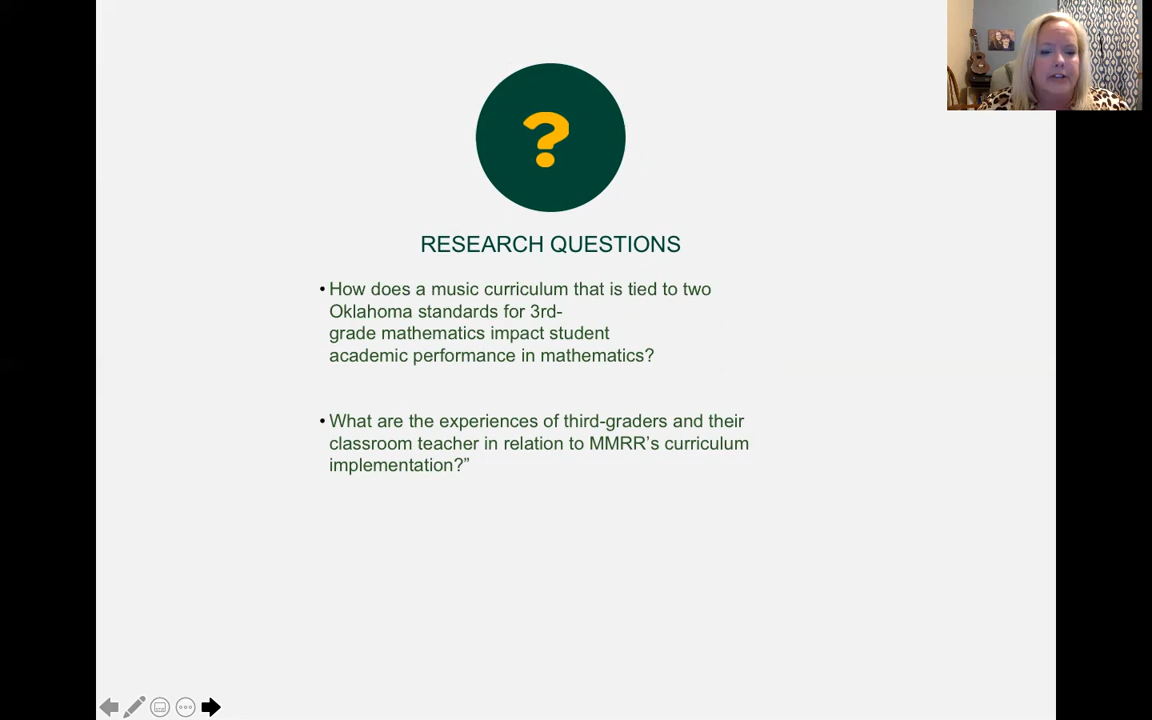 ?
RESEARCH QUESTIONS
• How does a music curriculum that is tied to two
Oklahoma standards for 3rd-
grade mathematics impact student
academic performance in mathematics?
• What are the experiences of third-graders and their
classroom teacher in relation to MMRR’s curriculum
implementation?”